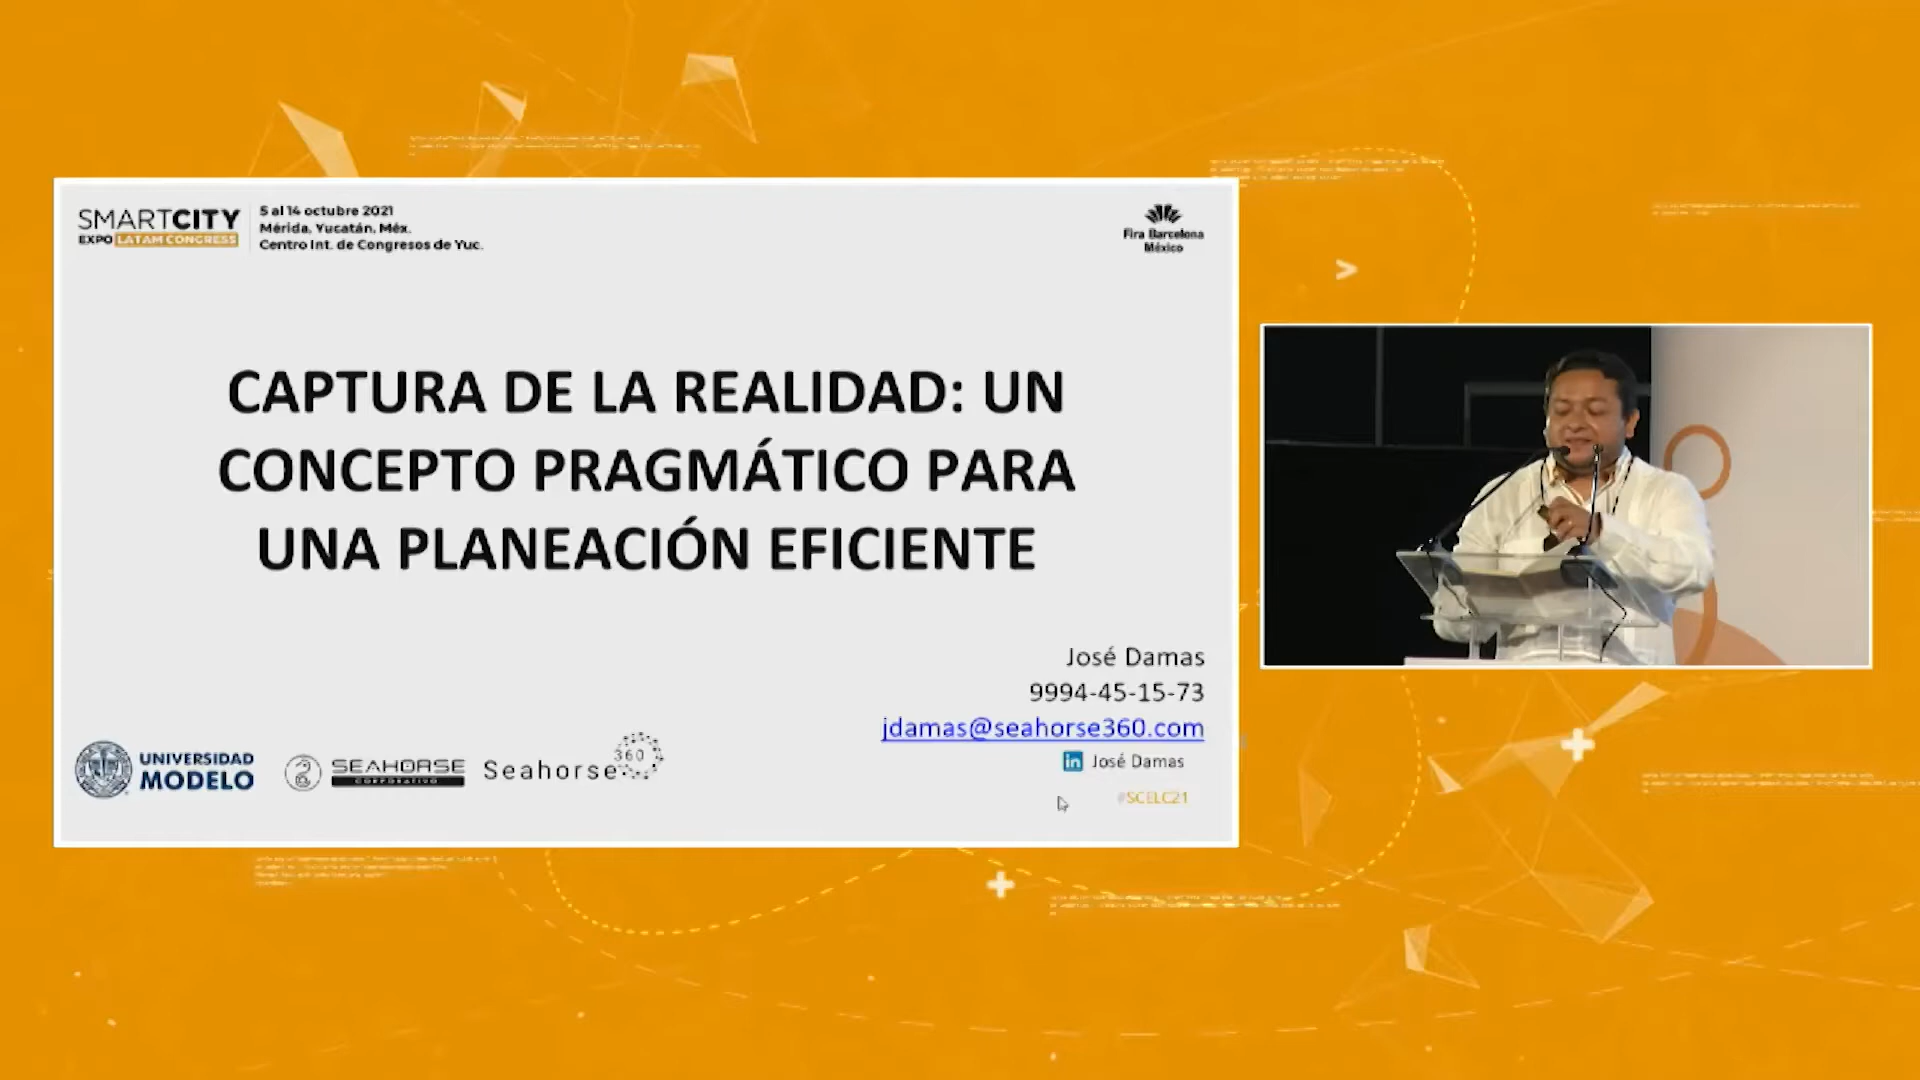 SMARTCITY
EXPO LATAM CONGRESS
5 al 14 octubre 2021
Mérida, Yucatán, Méx.
Centro Int. de Congresos de Yuc.
Fira Barcelona
México
CAPTURA DE LA REALIDAD: UN
CONCEPTO PRAGMÁTICO PARA
UNA PLANEACIÓN EFICIENTE
José Damas
9994-45-15-73
jdamas@seahorse360.com
in José Damas
#SCELC21
UNIVERSIDAD
MODELO
SEAHORSE
CORPORATIVO
Seahorse 360